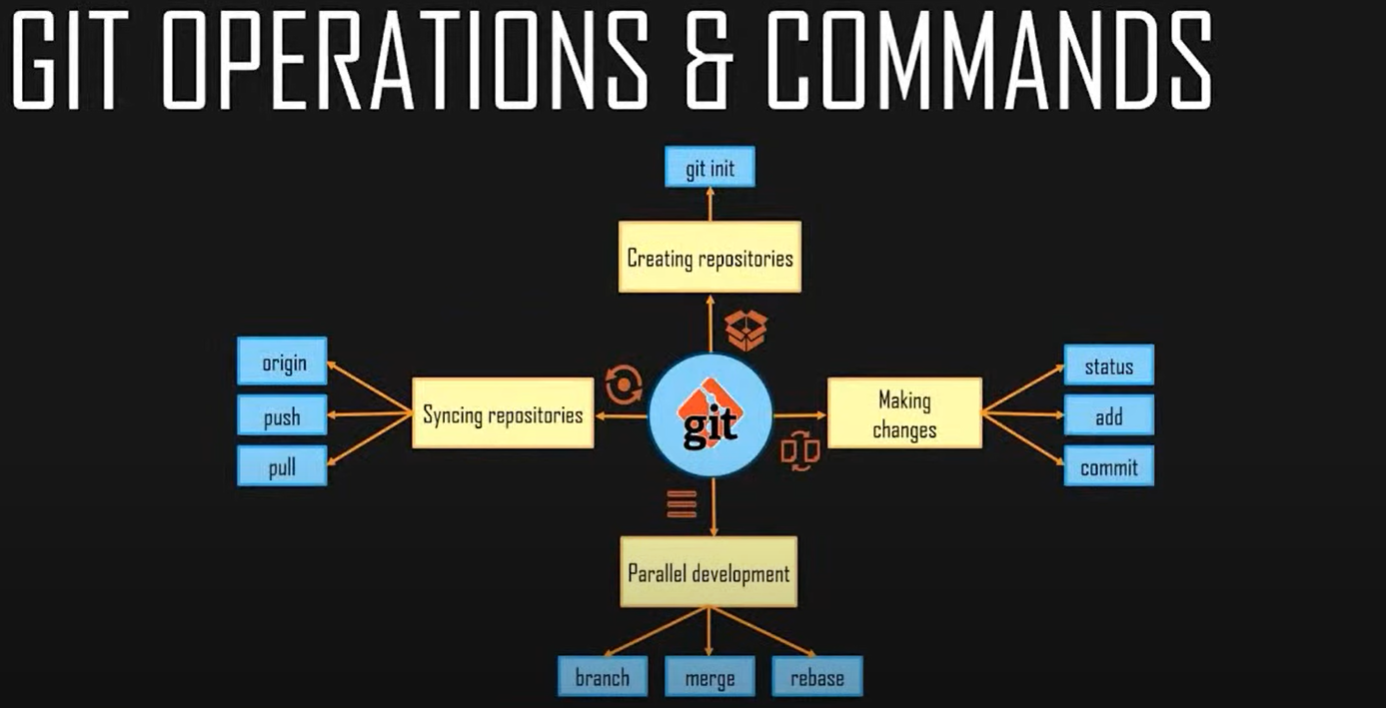 GIT OPERATIONS & COMMANDS
git init
Creating repositories
origin
push
pull
Syncing repositories
git
Making
changes
status
add
commit
Parallel development
branch
merge
rebase